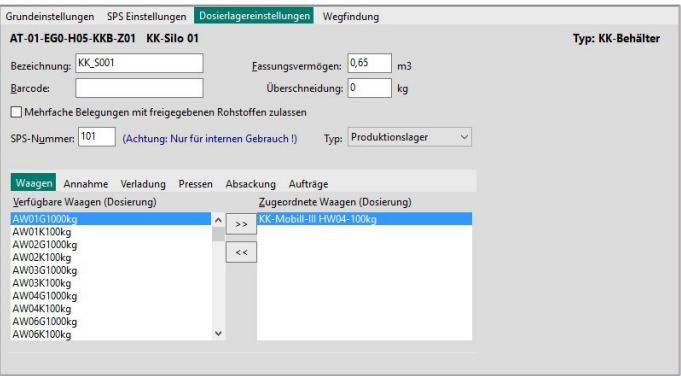 Grundeinstellungen SPS Einstellungen Dosierlagereinstellungen Wegfindung
AT-01-EG0-H05-KKB-Z01 KK-Silo 01 Typ: KK-Behälter
Bezeichnung: KK_S001 Fassungsvermögen: 0,65 m3
Barcode: Überschneidung: 0 kg
Mehrfache Belegungen mit freigegebenen Rohstoffen zulassen
SPS-Nummer: 101 (Achtung: Nur für internen Gebrauch !) Typ: Produktionslager
Waagen Annahme Verladung Pressen Absackung Aufträge
Verfügbare Waagen (Dosierung) Zugeordnete Waagen (Dosierung)
AW01G1000kg >> KK-Mobill-III HW04-100kg
AW01K100kg
AW02G1000kg
AW02K100kg <<
AW03G1000kg
AW03K100kg
AW04G1000kg
AW04K100kg
AW06G1000kg
AW06K100kg